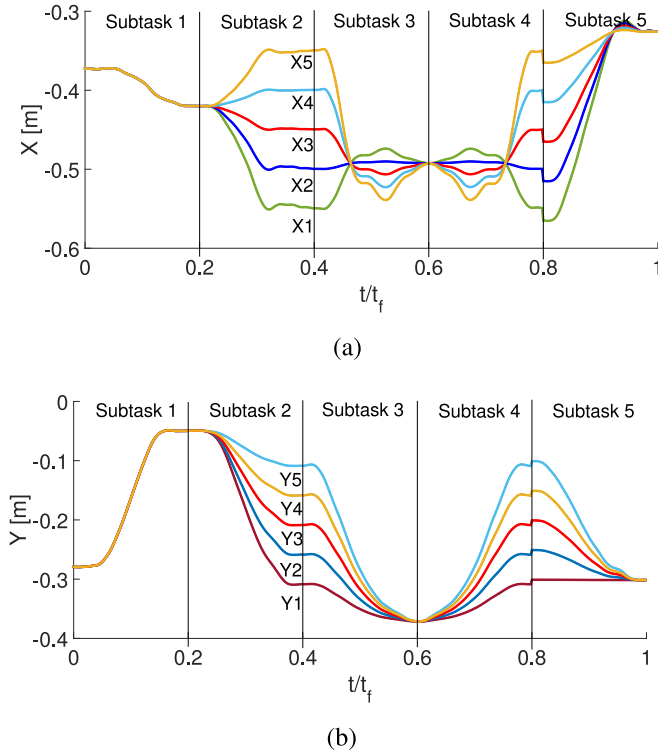 Subtask 1 Subtask 2 Subtask 3 Subtask 4 Subtask 5
-0.3
-0.4
-0.5
-0.6
X [m]
X5
X4
X3
X2
X1
0 0.2 0.4 0.6 0.8 1
t/t_f
(a)
Subtask 1 Subtask 2 Subtask 3 Subtask 4 Subtask 5
0
-0.1
-0.2
-0.3
-0.4
Y [m]
Y5
Y4
Y3
Y2
Y1
0 0.2 0.4 0.6 0.8 1
t/t_f
(b)